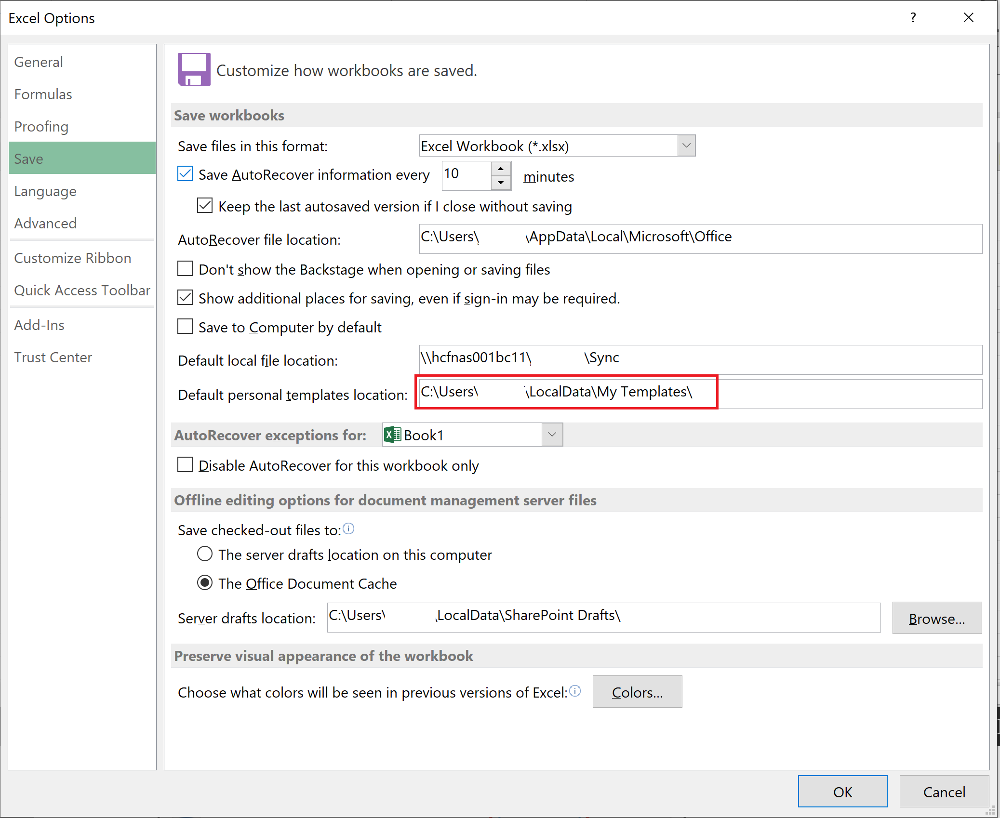 Excel Options ?
General
Formulas
Proofing
Save
Language
Advanced
Customize Ribbon
Quick Access Toolbar
Add-Ins
Trust Center
Customize how workbooks are saved.
Save workbooks
Save files in this format: Excel Workbook (*.xlsx)
Save AutoRecover information every 10 minutes
Keep the last autosaved version if I close without saving
AutoRecover file location: C:\Users\ \AppData\Local\Microsoft\Office
Don't show the Backstage when opening or saving files
Show additional places for saving, even if sign-in may be required.
Save to Computer by default
Default local file location: \\hcfnas001bc11\ \Sync
Default personal templates location: C:\Users\ \LocalData\My Templates\
AutoRecover exceptions for: Book1
Disable AutoRecover for this workbook only
Offline editing options for document management server files
Save checked-out files to:
The server drafts location on this computer
The Office Document Cache
Server drafts location: C:\Users\ \LocalData\SharePoint Drafts\ Browse...
Preserve visual appearance of the workbook
Choose what colors will be seen in previous versions of Excel: Colors...
OK Cancel